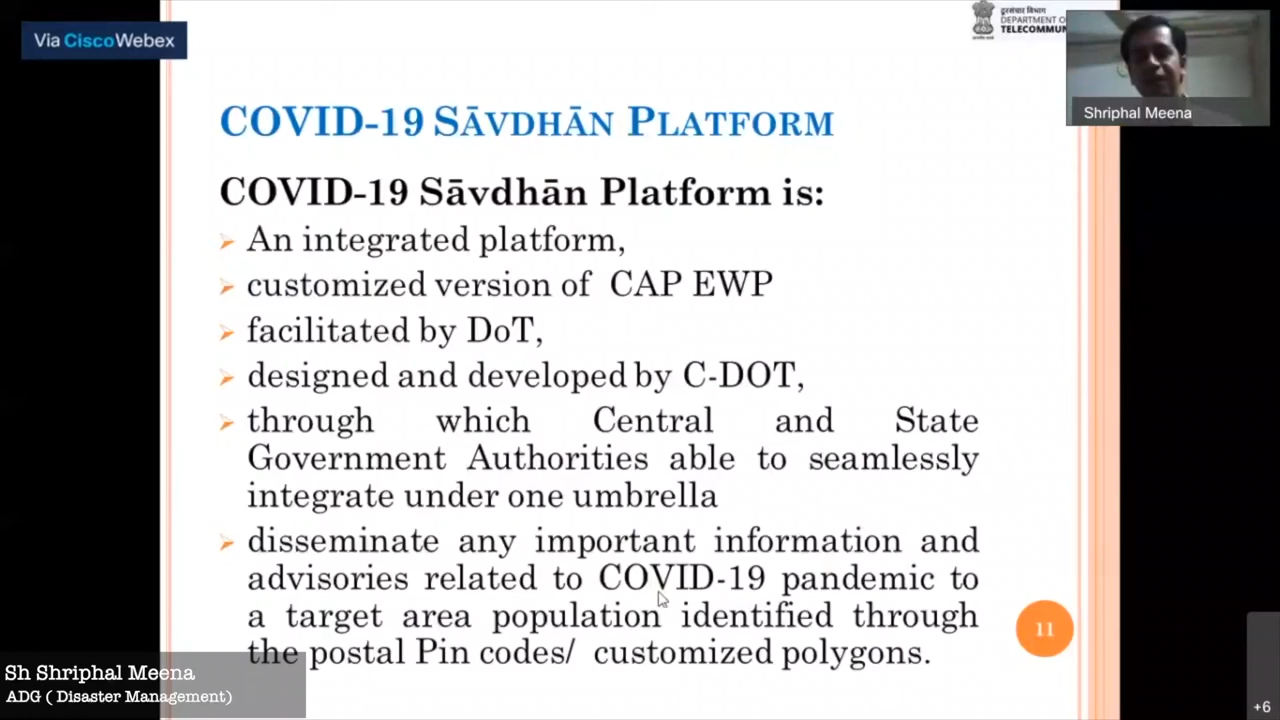 Via CiscoWebex
दूरसंचार विभाग
DEPARTMENT OF
TELECOMMUN
Shriphal Meena
COVID-19 SĀVDHĀN PLATFORM
COVID-19 Sāvdhān Platform is:
An integrated platform,
customized version of CAP EWP
facilitated by DoT,
designed and developed by C-DOT,
through which Central and State
Government Authorities able to seamlessly
integrate under one umbrella
disseminate any important information and
advisories related to COVID-19 pandemic to
a target area population identified through
the postal Pin codes/ customized polygons.
11
Sh Shriphal Meena
ADG ( Disaster Management)
+6